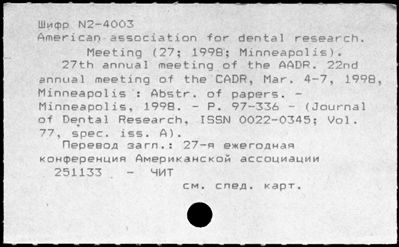 Шифр N2-4003
American association for dental research.
Meeting (27; 1998; Minneapolis).
27th annual meeting of the AADR. 22nd
annual meeting of the CADR, Mar. 4-7, 1998,
Minneapolis : Abstr. of papers. -
Minneapolis, 1998. - P. 97-336 - (Journal
of Dental Research, ISSN 0022-0345; Vol.
77, spec. iss. A).
Перевод загл.: 27-я ежегодная
конференция Американской ассоциации
251133 - ЧИТ
см. след. карт.